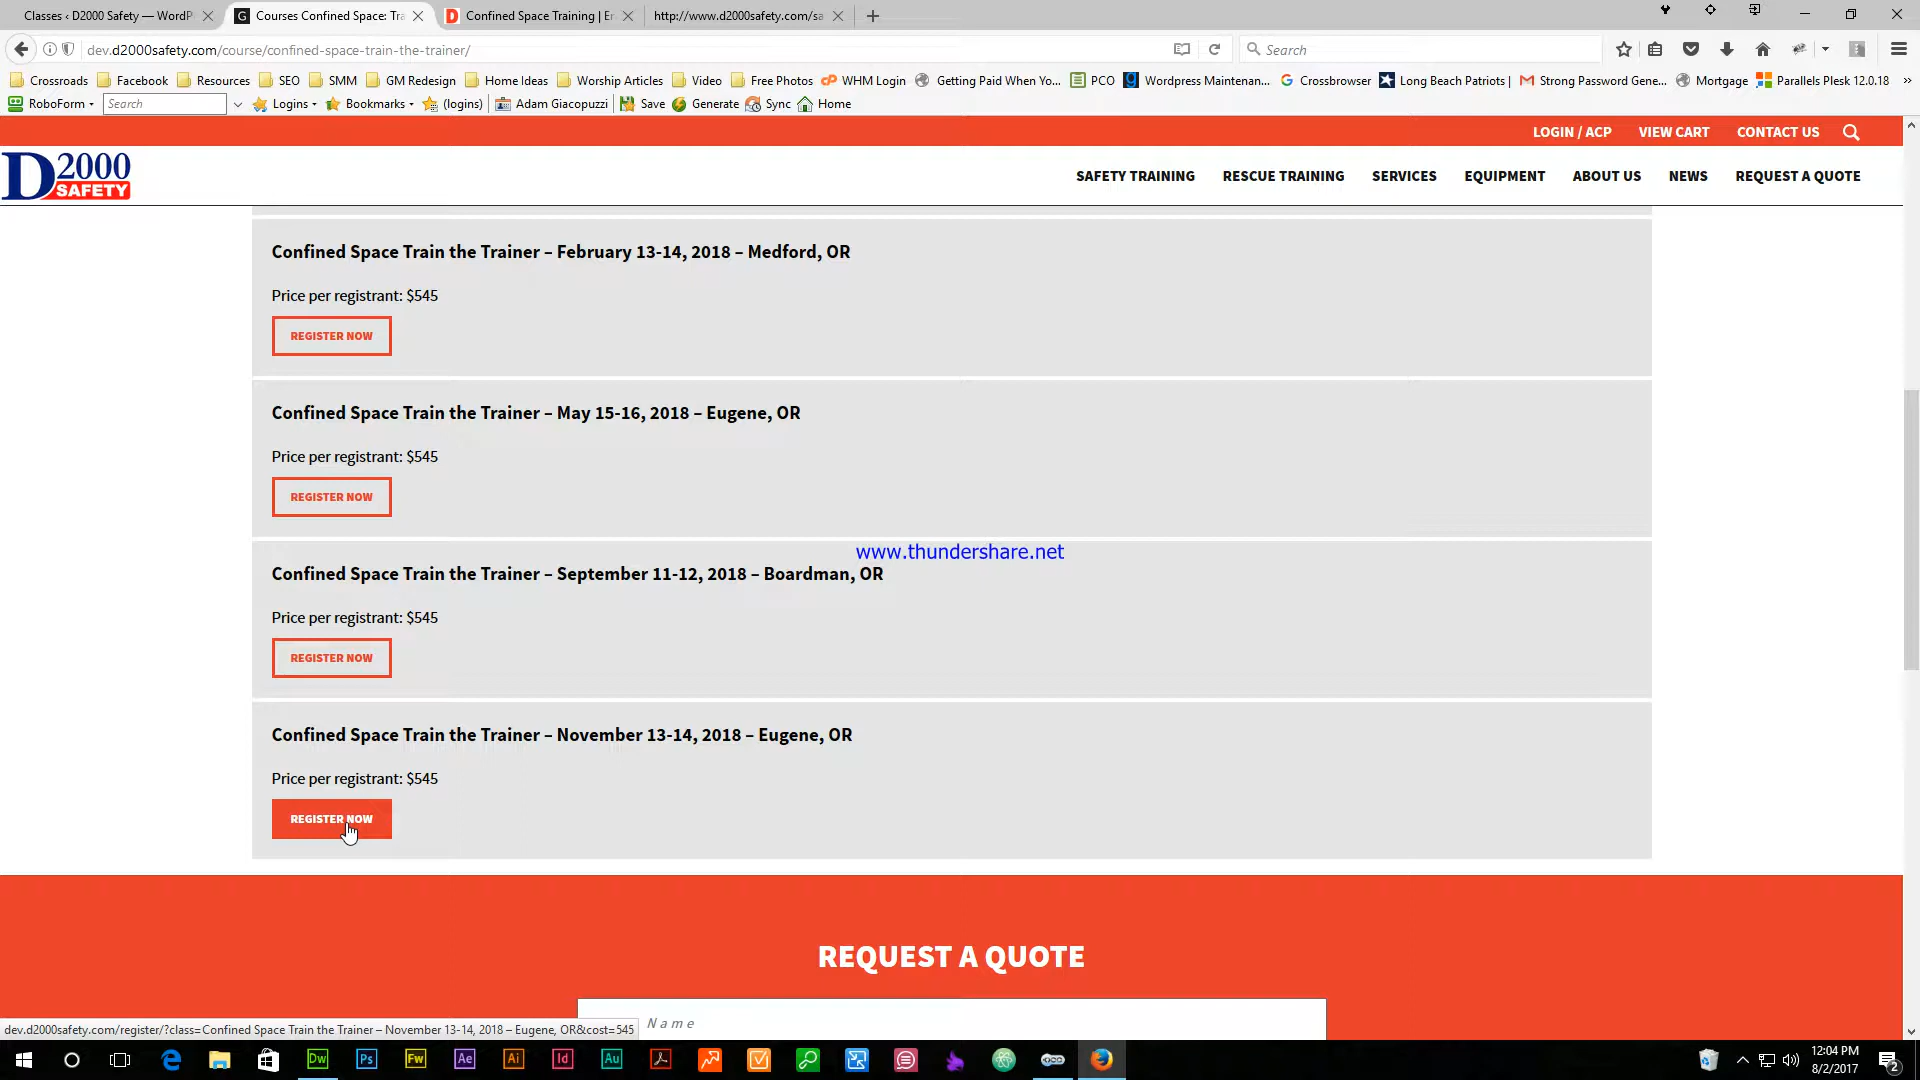 Classes ‹ D2000 Safety — WordP
Courses Confined Space: Tra
Confined Space Training | Er
http://www.d2000safety.com/sa
dev.d2000safety.com/course/confined-space-train-the-trainer/
Search
Crossroads
Facebook
Resources
SEO
SMM
GM Redesign
Home Ideas
Worship Articles
Video
Free Photos
WHM Login
Getting Paid When Yo...
PCO
Wordpress Maintenan...
Crossbrowser
Long Beach Patriots |
Strong Password Gene...
Mortgage
Parallels Plesk 12.0.18
RoboForm
Search
Logins
Bookmarks
(logins)
Adam Giacopuzzi
Save
Generate
Sync
Home
LOGIN / ACP
VIEW CART
CONTACT US
D2000
SAFETY
SAFETY TRAINING
RESCUE TRAINING
SERVICES
EQUIPMENT
ABOUT US
NEWS
REQUEST A QUOTE
Confined Space Train the Trainer – February 13-14, 2018 – Medford, OR
Price per registrant: $545
REGISTER NOW
Confined Space Train the Trainer – May 15-16, 2018 – Eugene, OR
Price per registrant: $545
REGISTER NOW
www.thundershare.net
Confined Space Train the Trainer – September 11-12, 2018 – Boardman, OR
Price per registrant: $545
REGISTER NOW
Confined Space Train the Trainer – November 13-14, 2018 – Eugene, OR
Price per registrant: $545
REGISTER NOW
REQUEST A QUOTE
Name
dev.d2000safety.com/register/?class=Confined Space Train the Trainer – November 13-14, 2018 – Eugene, OR&cost=545
Dw
Ps
Fw
Ae
Ai
Id
Au
12:04 PM
8/2/2017
2